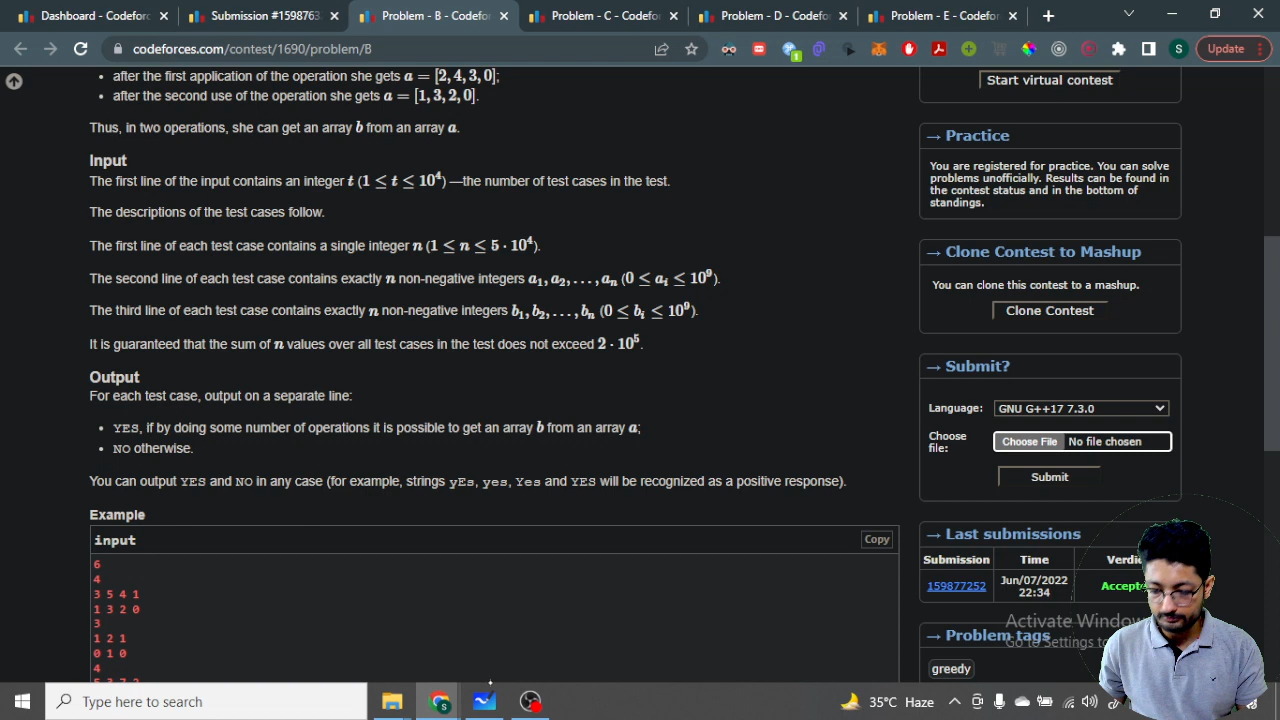 Dashboard - Codeforc
Submission #1598763
Problem - B - Codefor
Problem - C - Codefor
Problem - D - Codefor
Problem - E - Codefor
codeforces.com/contest/1690/problem/B
1
S
Update
after the first application of the operation she gets a = [2, 4, 3, 0];
after the second use of the operation she gets a = [1, 3, 2, 0].
Thus, in two operations, she can get an array b from an array a.
Input
The first line of the input contains an integer t (1 ≤ t ≤ 10⁴) —the number of test cases in the test.
The descriptions of the test cases follow.
The first line of each test case contains a single integer n (1 ≤ n ≤ 5 · 10⁴).
The second line of each test case contains exactly n non-negative integers a₁, a₂, . . . , aₙ (0 ≤ aᵢ ≤ 10⁹).
The third line of each test case contains exactly n non-negative integers b₁, b₂, . . . , bₙ (0 ≤ bᵢ ≤ 10⁹).
It is guaranteed that the sum of n values over all test cases in the test does not exceed 2 · 10⁵.
Output
For each test case, output on a separate line:
YES, if by doing some number of operations it is possible to get an array b from an array a;
NO otherwise.
You can output YES and NO in any case (for example, strings yEs, yes, Yes and YES will be recognized as a positive response).
Example
input
Copy
6
4
3 5 4 1
1 3 2 0
3
1 2 1
0 1 0
4
Start virtual contest
→ Practice
You are registered for practice. You can solve
problems unofficially. Results can be found in
the contest status and in the bottom of
standings.
→ Clone Contest to Mashup
You can clone this contest to a mashup.
Clone Contest
→ Submit?
Language: GNU G++17 7.3.0
Choose
file:
Choose File No file chosen
Submit
→ Last submissions
Submission Time Verdi
159877252 Jun/07/2022
22:34 Accept
Activate Window
Go to Settings to
→ Problem tags
greedy
Type here to search
35°C Haze